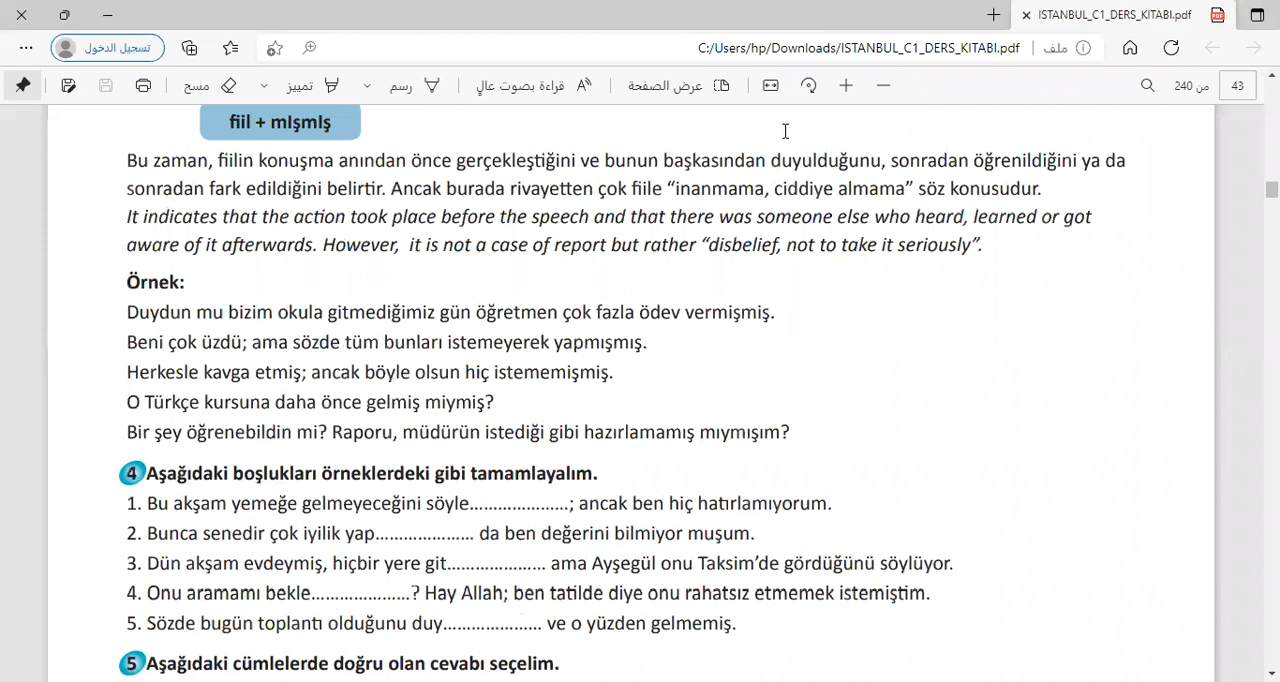 ISTANBUL_C1_DERS_KITABI.pdf
تسجيل الدخول
ملف
C:/Users/hp/Downloads/ISTANBUL_C1_DERS_KITABI.pdf
مسح
تمييز
رسم
قراءة بصوت عالٍ
عرض الصفحة
من 240
43
fiil + mIşmIş
Bu zaman, fiilin konuşma anından önce gerçekleştiğini ve bunun başkasından duyulduğunu, sonradan öğrenildiğini ya da
sonradan fark edildiğini belirtir. Ancak burada rivayetten çok fiile “inanmama, ciddiye almama” söz konusudur.
It indicates that the action took place before the speech and that there was someone else who heard, learned or got
aware of it afterwards. However, it is not a case of report but rather “disbelief, not to take it seriously”.
Örnek:
Duydun mu bizim okula gitmediğimiz gün öğretmen çok fazla ödev vermişmiş.
Beni çok üzdü; ama sözde tüm bunları istemeyerek yapmışmış.
Herkesle kavga etmiş; ancak böyle olsun hiç istememişmiş.
O Türkçe kursuna daha önce gelmiş miymiş?
Bir şey öğrenebildin mi? Raporu, müdürün istediği gibi hazırlamamış mıymışım?
4 Aşağıdaki boşlukları örneklerdeki gibi tamamlayalım.
1. Bu akşam yemeğe gelmeyeceğini söyle.....................; ancak ben hiç hatırlamıyorum.
2. Bunca senedir çok iyilik yap..................... da ben değerini bilmiyor muşum.
3. Dün akşam evdeymiş, hiçbir yere git..................... ama Ayşegül onu Taksim’de gördüğünü söylüyor.
4. Onu aramamı bekle.....................? Hay Allah; ben tatilde diye onu rahatsız etmemek istemiştim.
5. Sözde bugün toplantı olduğunu duy..................... ve o yüzden gelmemiş.
5 Aşağıdaki cümlelerde doğru olan cevabı seçelim.